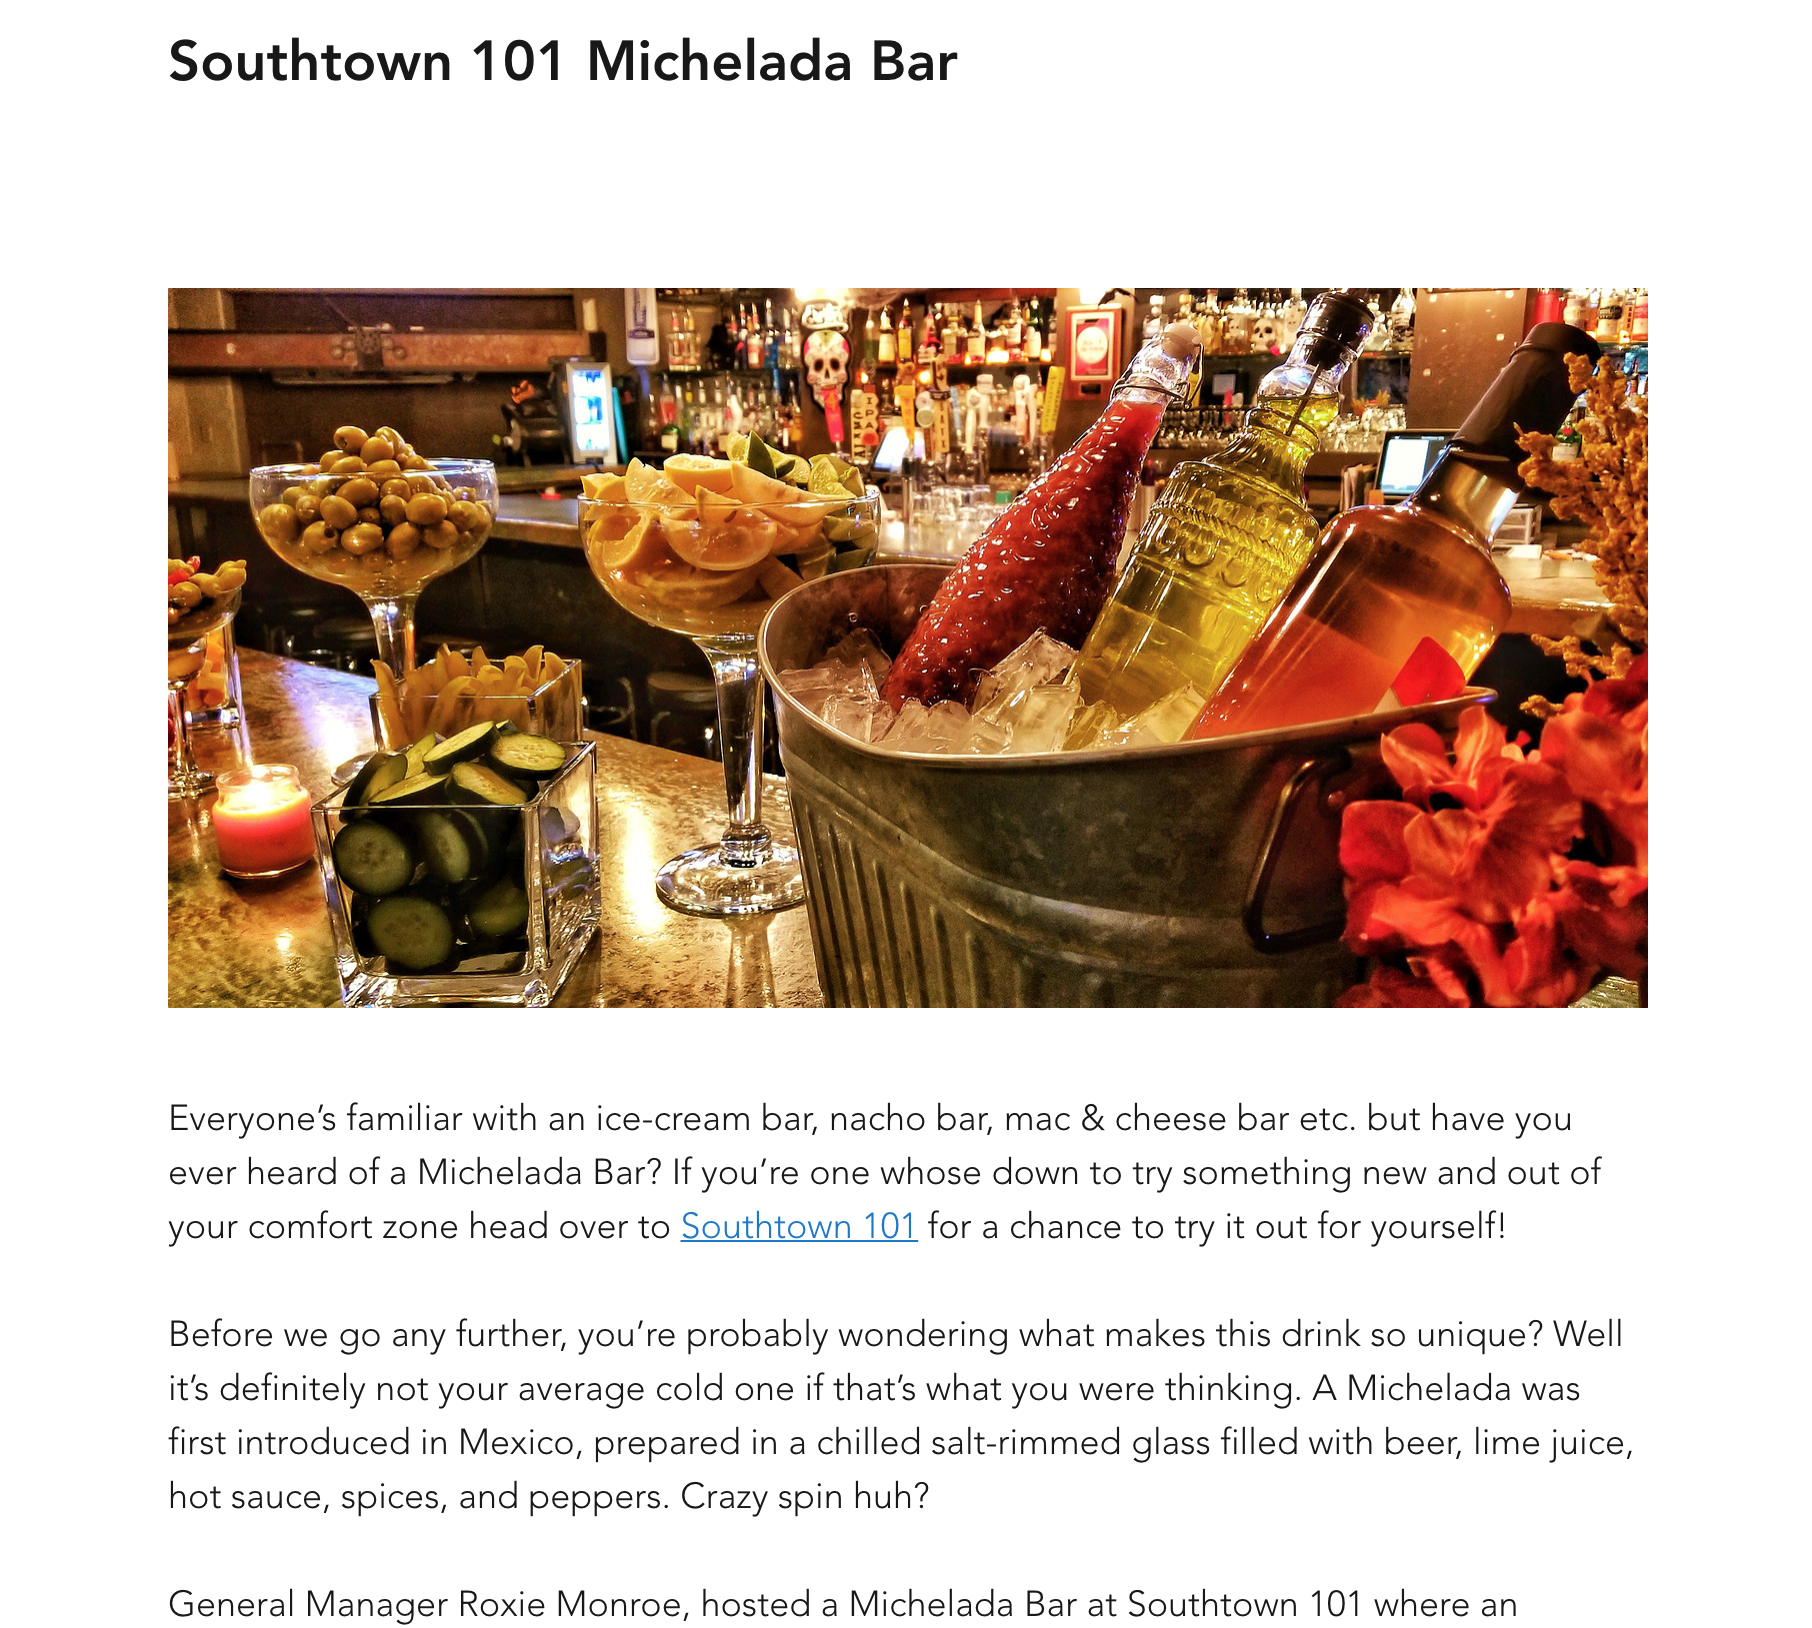 Southtown 101 Michelada Bar
IPA
Everyone’s familiar with an ice-cream bar, nacho bar, mac & cheese bar etc. but have you
ever heard of a Michelada Bar? If you’re one whose down to try something new and out of
your comfort zone head over to Southtown 101 for a chance to try it out for yourself!
Before we go any further, you’re probably wondering what makes this drink so unique? Well
it’s definitely not your average cold one if that’s what you were thinking. A Michelada was
first introduced in Mexico, prepared in a chilled salt-rimmed glass filled with beer, lime juice,
hot sauce, spices, and peppers. Crazy spin huh?
General Manager Roxie Monroe, hosted a Michelada Bar at Southtown 101 where an